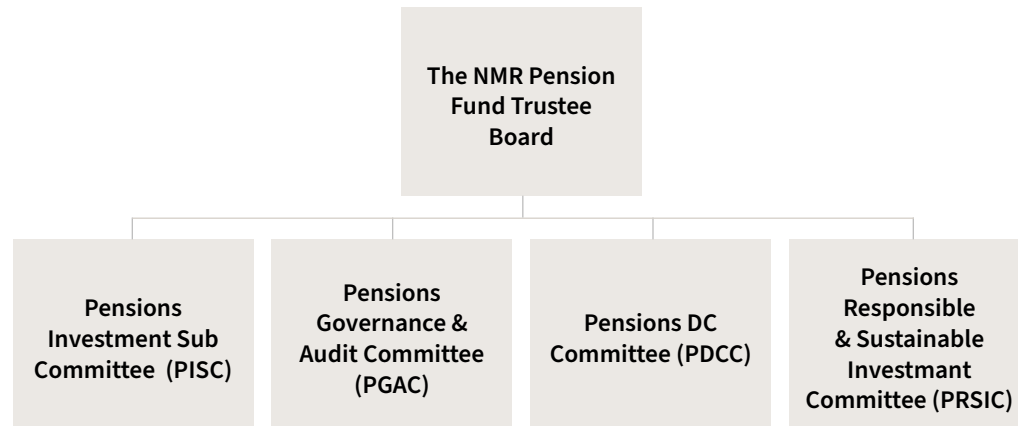 The NMR Pension
Fund Trustee
Board
Pensions
Investment Sub
Committee (PISC)
Pensions
Governance &
Audit Committee
(PGAC)
Pensions DC
Committee (PDCC)
Pensions
Responsible
& Sustainable
Investmant
Committee (PRSIC)